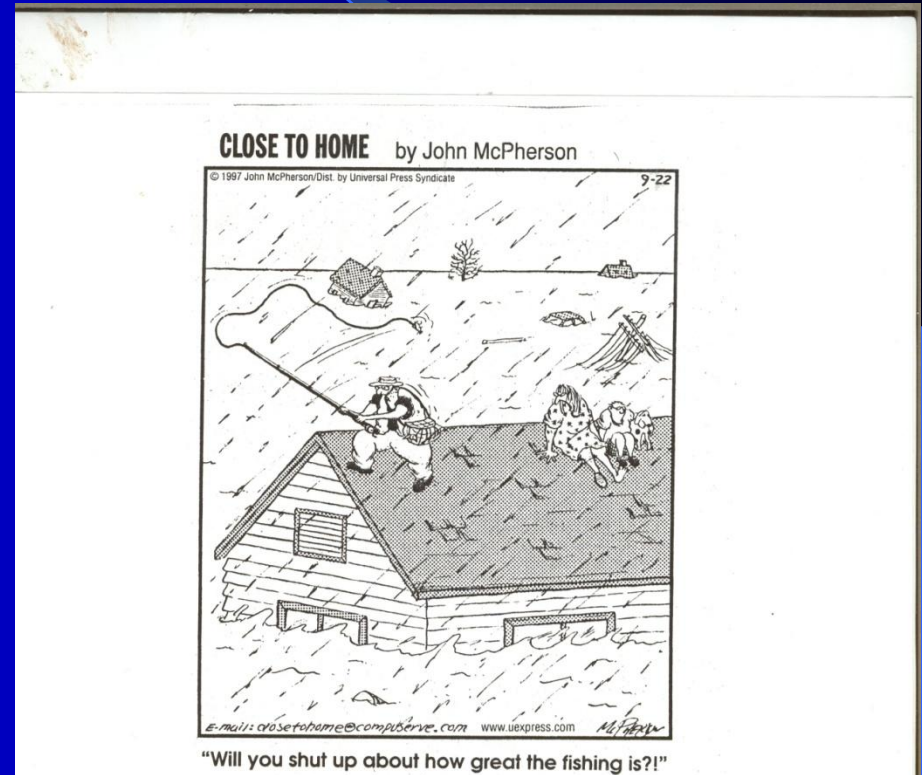 CLOSE TO HOME by John McPherson
© 1997 John McPherson/Dist. by Universal Press Syndicate
9-22
E-mail: closetohome@compuserve.com www.uexpress.com McPherson
“Will you shut up about how great the fishing is?!”